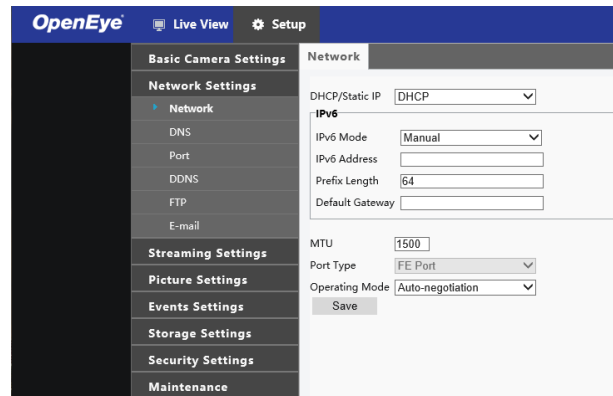 OpenEye Live View Setup
Basic Camera Settings
Network Settings
Network
DNS
Port
DDNS
FTP
E-mail
Streaming Settings
Picture Settings
Events Settings
Storage Settings
Security Settings
Maintenance
Network
DHCP/Static IP DHCP
IPv6
IPv6 Mode Manual
IPv6 Address
Prefix Length 64
Default Gateway
MTU 1500
Port Type FE Port
Operating Mode Auto-negotiation
Save